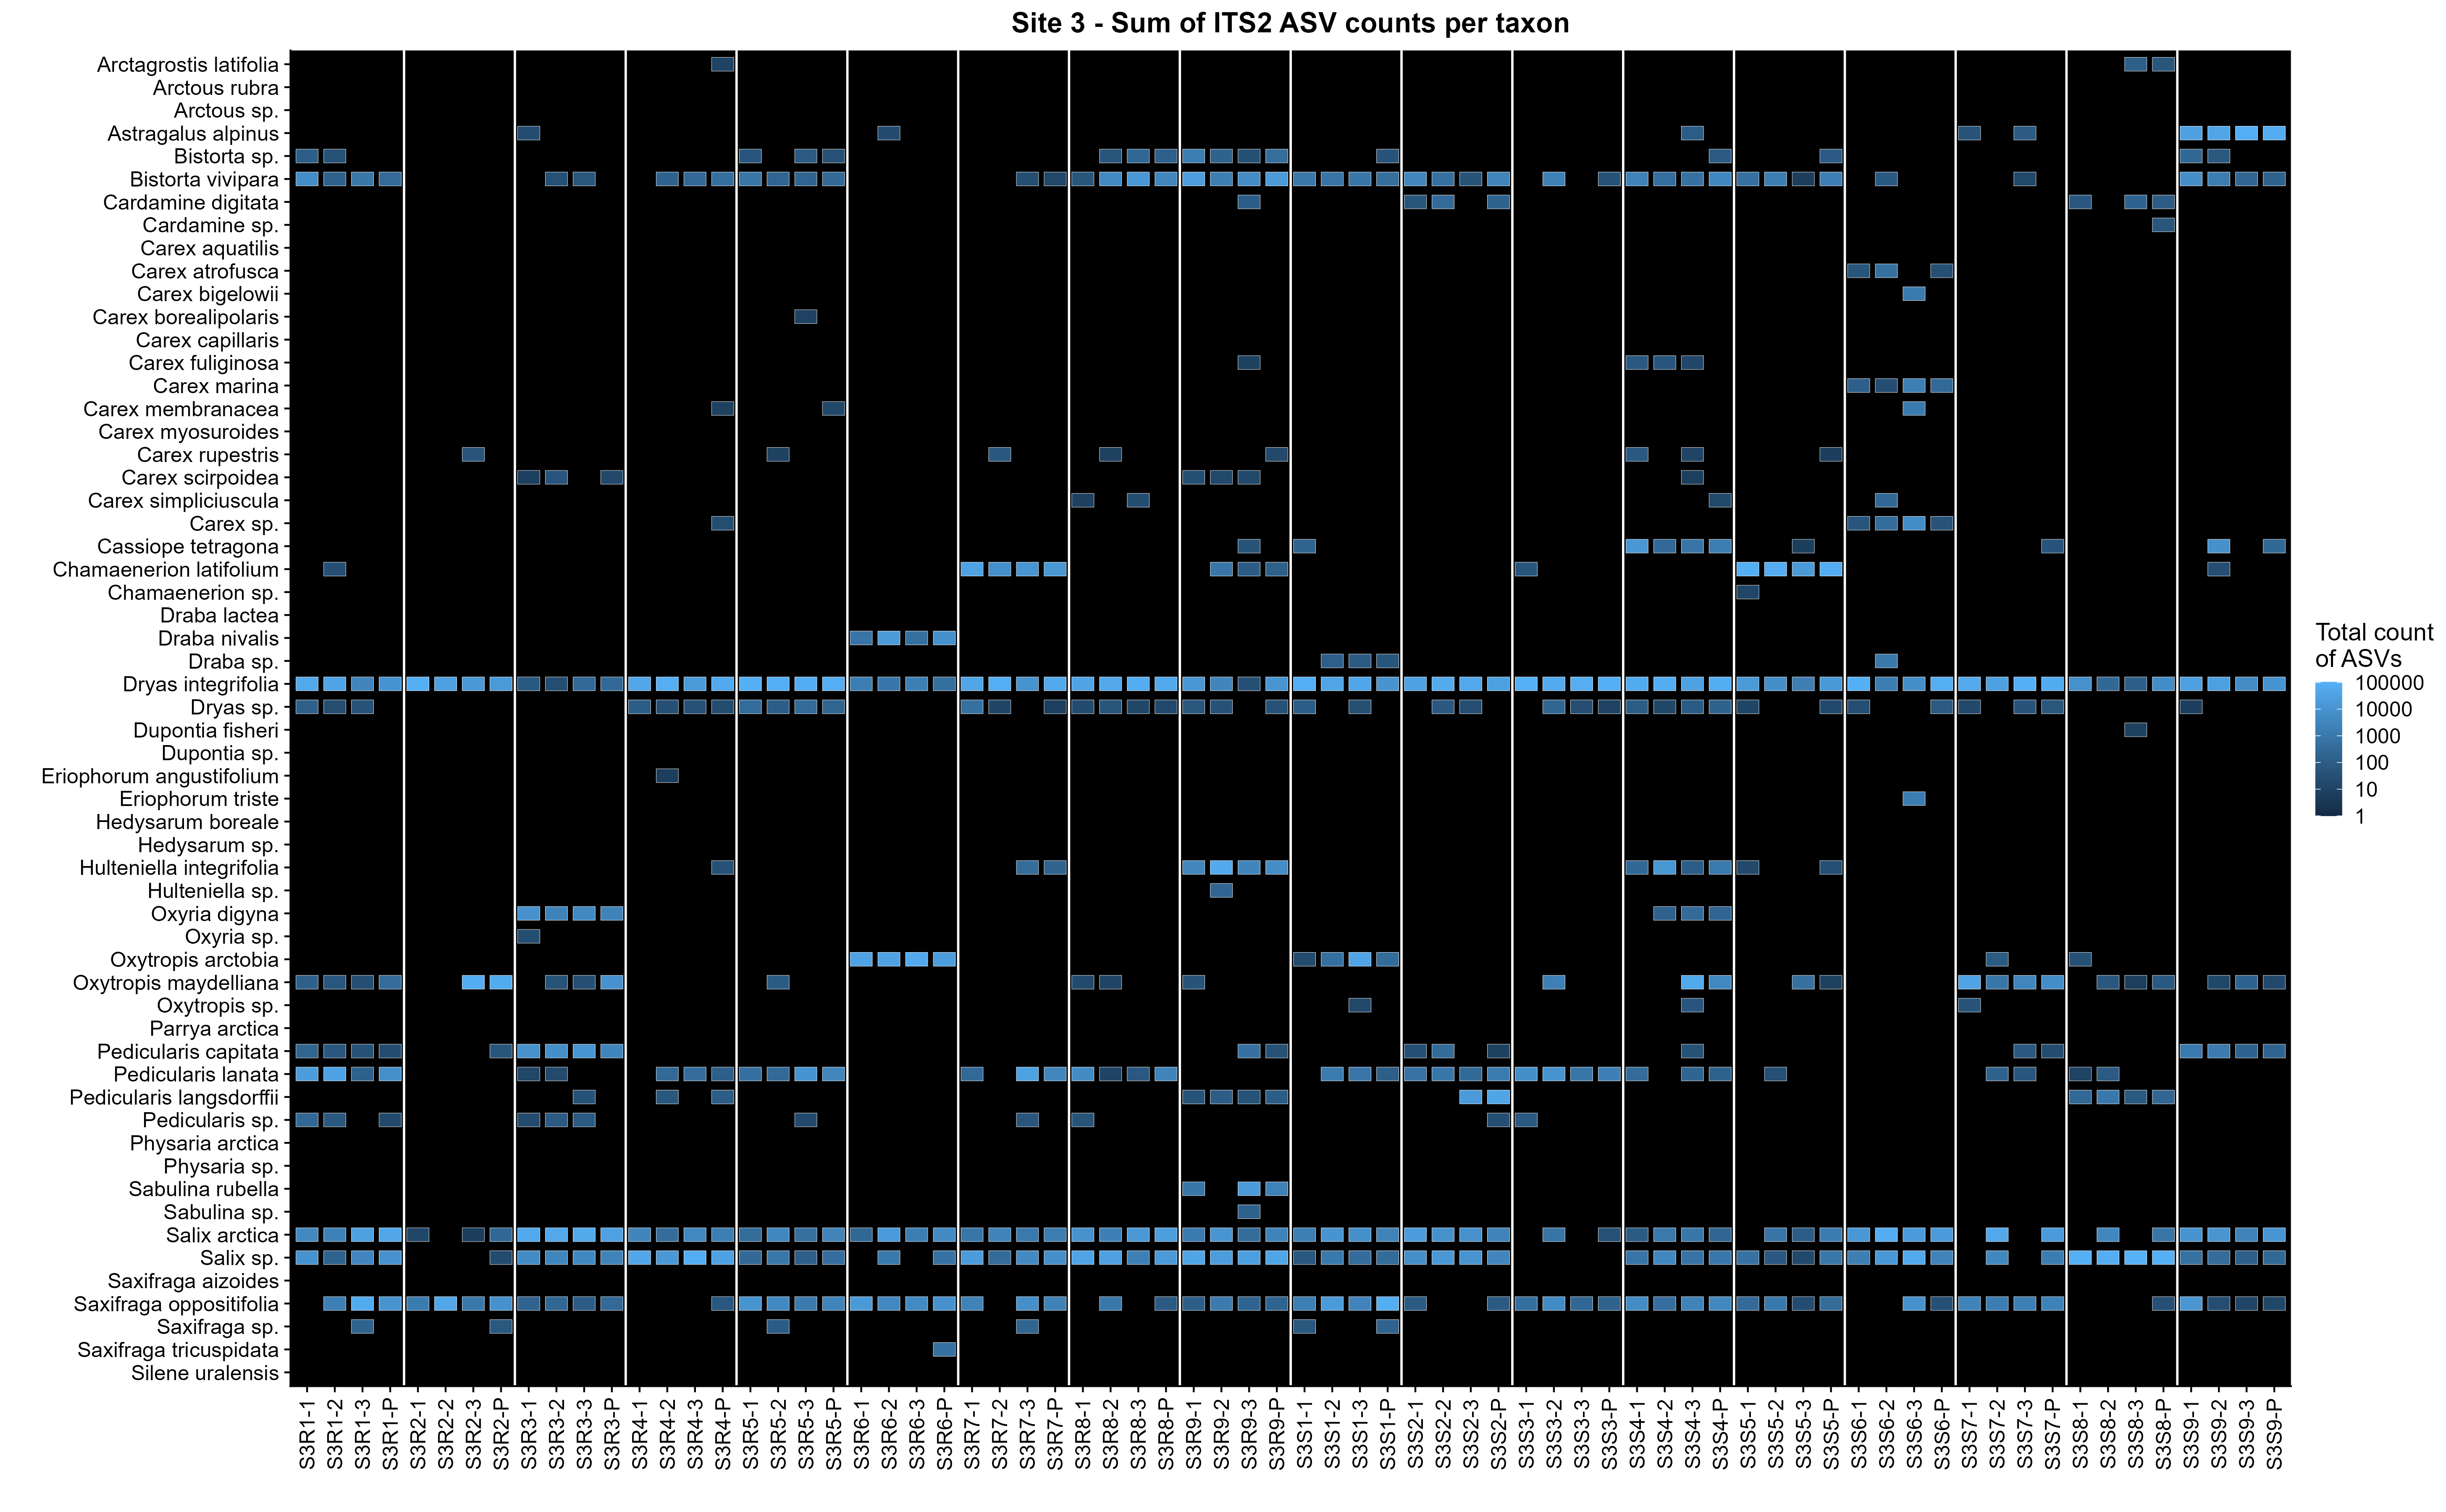 Site 3 - Sum of ITS2 ASV counts per taxon
Arctagrostis latifolia
Arctous rubra
Arctous sp.
Astragalus alpinus
Bistorta sp.
Bistorta vivipara
Cardamine digitata
Cardamine sp.
Carex aquatilis
Carex atrofusca
Carex bigelowii
Carex borealipolaris
Carex capillaris
Carex fuliginosa
Carex marina
Carex membranacea
Carex myosuroides
Carex rupestris
Carex scirpoidea
Carex simpliciuscula
Carex sp.
Cassiope tetragona
Chamaenerion latifolium
Chamaenerion sp.
Draba lactea
Draba nivalis
Draba sp.
Dryas integrifolia
Dryas sp.
Dupontia fisheri
Dupontia sp.
Eriophorum angustifolium
Eriophorum triste
Hedysarum boreale
Hedysarum sp.
Hulteniella integrifolia
Hulteniella sp.
Oxyria digyna
Oxyria sp.
Oxytropis arctobia
Oxytropis maydelliana
Oxytropis sp.
Parrya arctica
Pedicularis capitata
Pedicularis lanata
Pedicularis langsdorffii
Pedicularis sp.
Physaria arctica
Physaria sp.
Sabulina rubella
Sabulina sp.
Salix arctica
Salix sp.
Saxifraga aizoides
Saxifraga oppositifolia
Saxifraga sp.
Saxifraga tricuspidata
Silene uralensis
S3R1-1
S3R1-2
S3R1-3
S3R1-P
S3R2-1
S3R2-2
S3R2-3
S3R2-P
S3R3-1
S3R3-2
S3R3-3
S3R3-P
S3R4-1
S3R4-2
S3R4-3
S3R4-P
S3R5-1
S3R5-2
S3R5-3
S3R5-P
S3R6-1
S3R6-2
S3R6-3
S3R6-P
S3R7-1
S3R7-2
S3R7-3
S3R7-P
S3R8-1
S3R8-2
S3R8-3
S3R8-P
S3R9-1
S3R9-2
S3R9-3
S3R9-P
S3S1-1
S3S1-2
S3S1-3
S3S1-P
S3S2-1
S3S2-2
S3S2-3
S3S2-P
S3S3-1
S3S3-2
S3S3-3
S3S3-P
S3S4-1
S3S4-2
S3S4-3
S3S4-P
S3S5-1
S3S5-2
S3S5-3
S3S5-P
S3S6-1
S3S6-2
S3S6-3
S3S6-P
S3S7-1
S3S7-2
S3S7-3
S3S7-P
S3S8-1
S3S8-2
S3S8-3
S3S8-P
S3S9-1
S3S9-2
S3S9-3
S3S9-P
Total count
of ASVs
100000
10000
1000
100
10
1